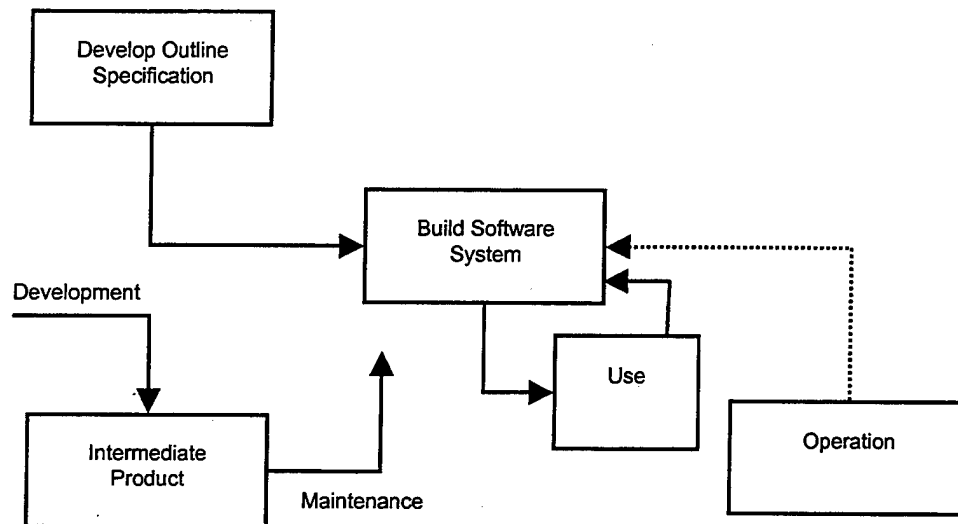 Develop Outline
Specification
Build Software
System
Development
Use
Operation
Intermediate
Product
Maintenance